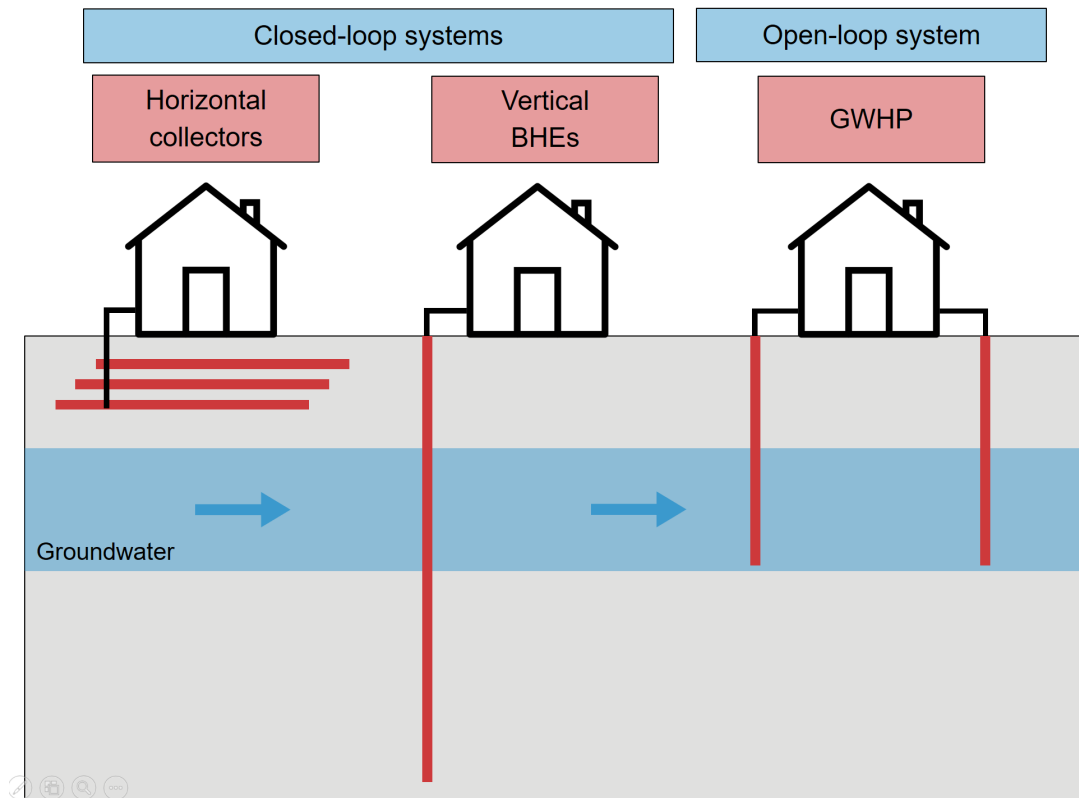 Closed-loop systems
Open-loop system
Horizontal
collectors
Vertical
BHEs
GWHP
Groundwater